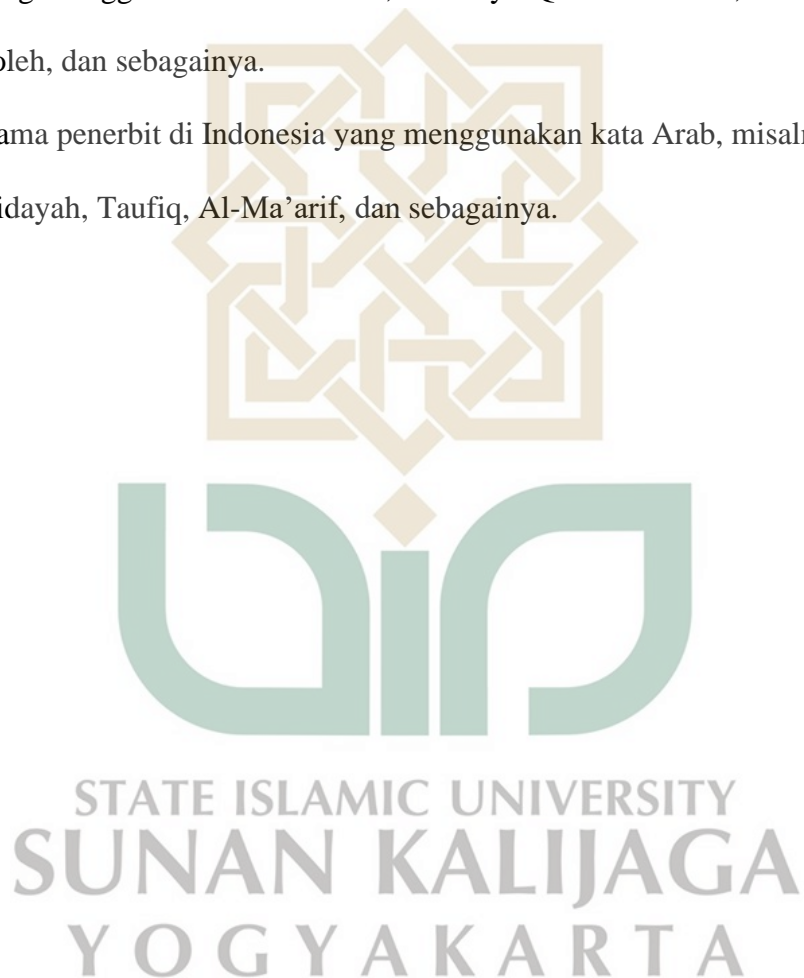 oleh, dan sebagainya.
ama penerbit di Indonesia yang menggunakan kata Arab, misaln
idayah, Taufiq, Al-Ma'arif, dan sebagainya.
STATE ISLAMIC UNIVERSITY
SUNAN KALIJAGA
YOGYAKARTA